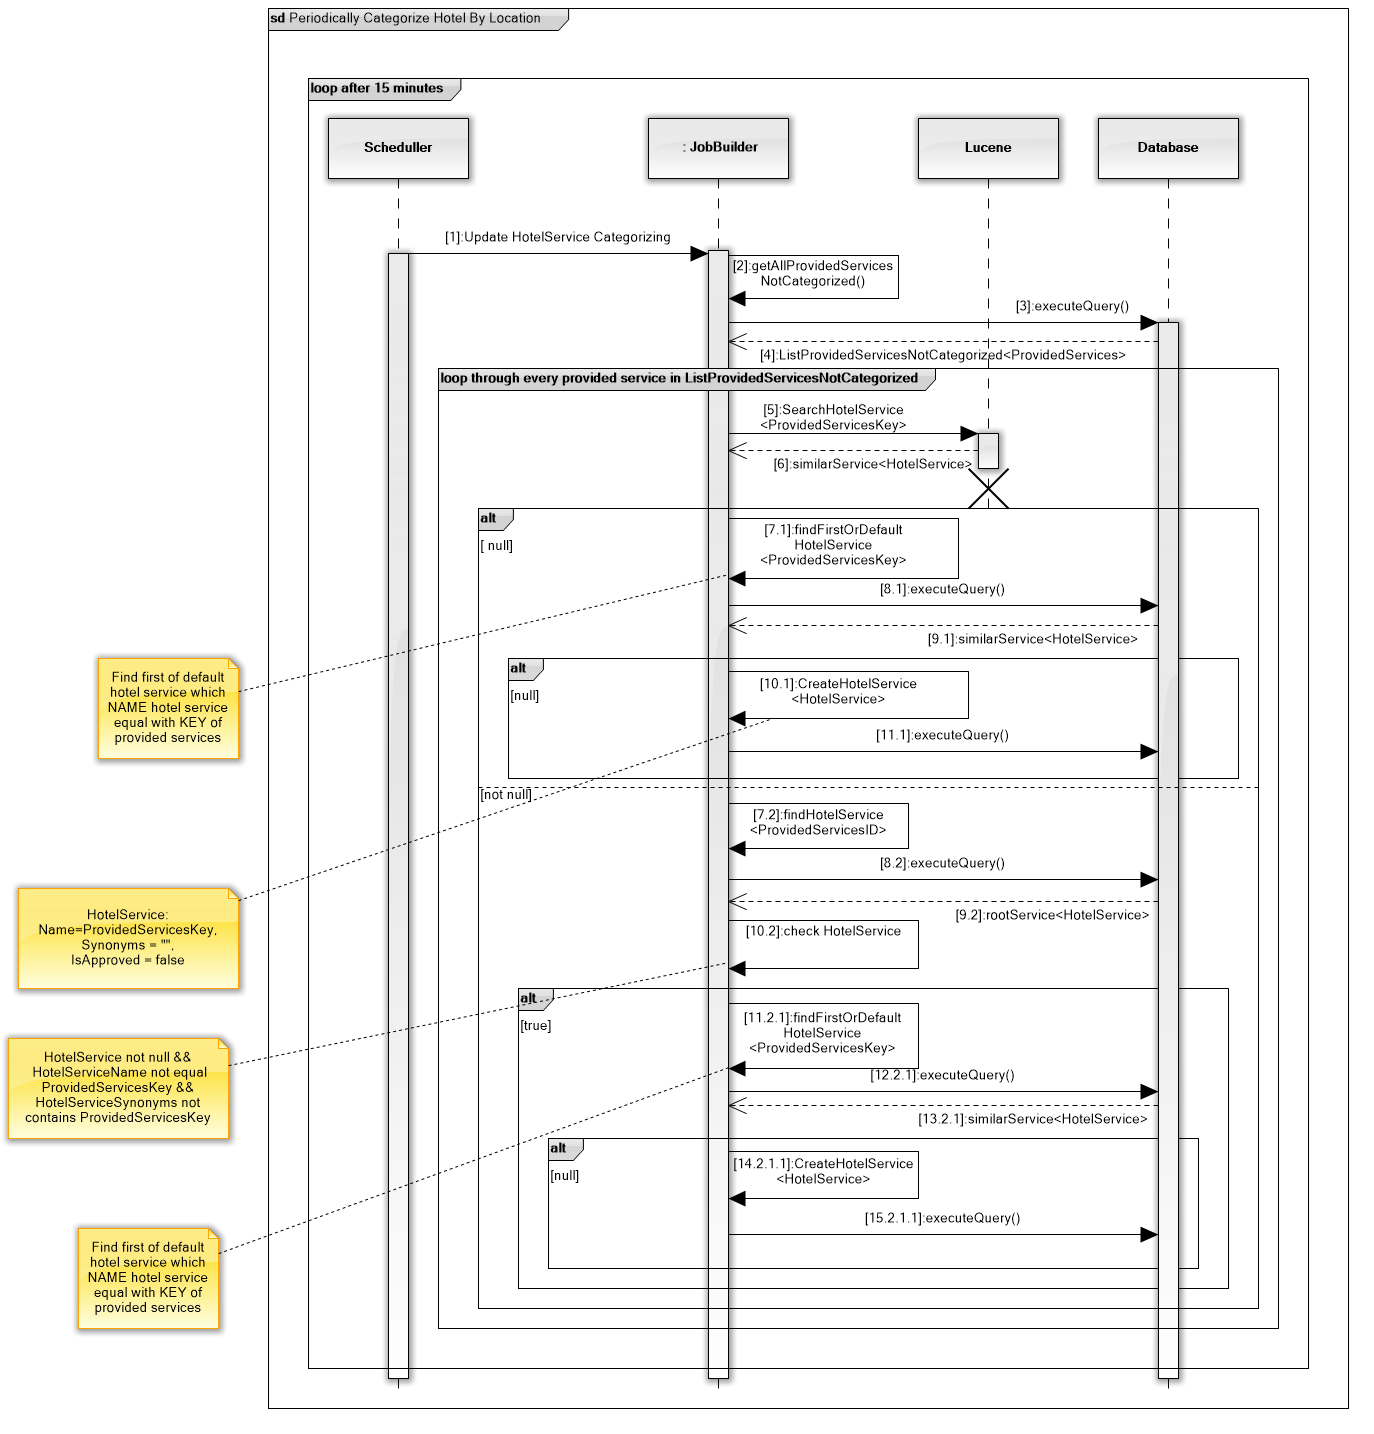 sd Periodically Categorize Hotel By Location
loop after 15 minutes
Scheduller
: JobBuilder
Lucene
Database
[1]:Update HotelService Categorizing
[2]:getAllProvidedServices
NotCategorized()
[3]:executeQuery()
[4]:ListProvidedServicesNotCategorized<ProvidedServices>
loop through every provided service in ListProvidedServicesNotCategorized
[5]:SearchHotelService
<ProvidedServicesKey>
[6]:similarService<HotelService>
alt
[ null]
[7.1]:findFirstOrDefault
HotelService
<ProvidedServicesKey>
[8.1]:executeQuery()
[9.1]:similarService<HotelService>
Find first of default
hotel service which
NAME hotel service
equal with KEY of
provided services
alt
[null]
[10.1]:CreateHotelService
<HotelService>
[11.1]:executeQuery()
[not null]
[7.2]:findHotelService
<ProvidedServicesID>
[8.2]:executeQuery()
[9.2]:rootService<HotelService>
HotelService:
Name=ProvidedServicesKey,
Synonyms = "",
IsApproved = false
[10.2]:check HotelService
alt
[true]
[11.2.1]:findFirstOrDefault
HotelService
<ProvidedServicesKey>
[12.2.1]:executeQuery()
[13.2.1]:similarService<HotelService>
HotelService not null &&
HotelServiceName not equal
ProvidedServicesKey &&
HotelServiceSynonyms not
contains ProvidedServicesKey
alt
[null]
[14.2.1.1]:CreateHotelService
<HotelService>
[15.2.1.1]:executeQuery()
Find first of default
hotel service which
NAME hotel service
equal with KEY of
provided services